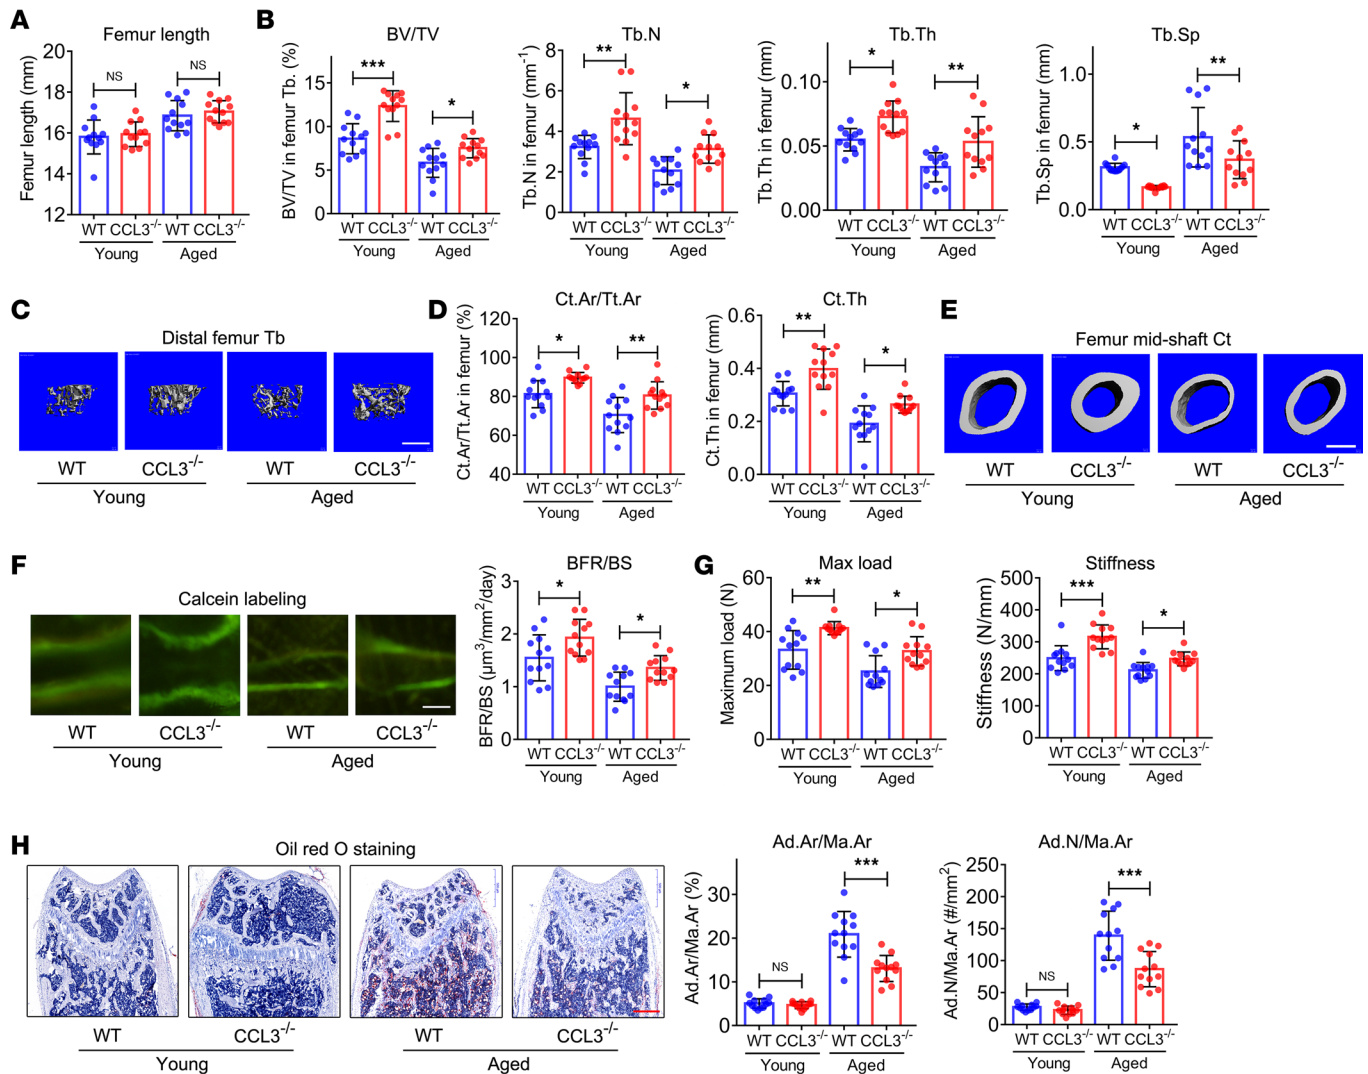 A
Femur length
Femur length (mm)
20
18
16
14
12
NS
NS
WT CCL3-/- WT CCL3-/-
Young
Aged
B
BV/TV
BV/TV in femur Tb. (%)
15
10
5
0
***
*
WT CCL3-/- WT CCL3-/-
Young
Aged
Tb.N
Tb.N in femur (mm-1)
8
6
4
2
0
**
*
WT CCL3-/- WT CCL3-/-
Young
Aged
Tb.Th
Tb.Th in femur (mm)
0.10
0.05
0.00
*
**
WT CCL3-/- WT CCL3-/-
Young
Aged
Tb.Sp
Tb.Sp in femur (mm)
1.0
0.5
0.0
*
**
WT CCL3-/- WT CCL3-/-
Young
Aged
C
Distal femur Tb
WT
CCL3-/-
WT
CCL3-/-
Young
Aged
D
Ct.Ar/Tt.Ar
Ct.Ar/Tt.Ar in femur (%)
120
100
80
60
40
*
**
WT CCL3-/- WT CCL3-/-
Young
Aged
Ct.Th
Ct.Th in femur (mm)
0.6
0.4
0.2
0.0
**
*
WT CCL3-/- WT CCL3-/-
Young
Aged
E
Femur mid-shaft Ct
WT
CCL3-/-
WT
CCL3-/-
Young
Aged
F
Calcein labeling
WT
CCL3-/-
WT
CCL3-/-
Young
Aged
BFR/BS
BFR/BS (μm3/mm2/day)
3
2
1
0
*
*
WT CCL3-/- WT CCL3-/-
Young
Aged
G
Max load
Maximum load (N)
60
40
20
0
**
*
WT CCL3-/- WT CCL3-/-
Young
Aged
Stiffness
Stiffness (N/mm)
500
400
300
200
100
0
***
*
WT CCL3-/- WT CCL3-/-
Young
Aged
H
Oil red O staining
WT
CCL3-/-
WT
CCL3-/-
Young
Aged
Ad.Ar/Ma.Ar
Ad.Ar/Ma.Ar (%)
30
20
10
0
NS
***
WT CCL3-/- WT CCL3-/-
Young
Aged
Ad.N/Ma.Ar
Ad.N/Ma.Ar (#/mm2)
250
200
150
100
50
0
NS
***
WT CCL3-/- WT CCL3-/-
Young
Aged